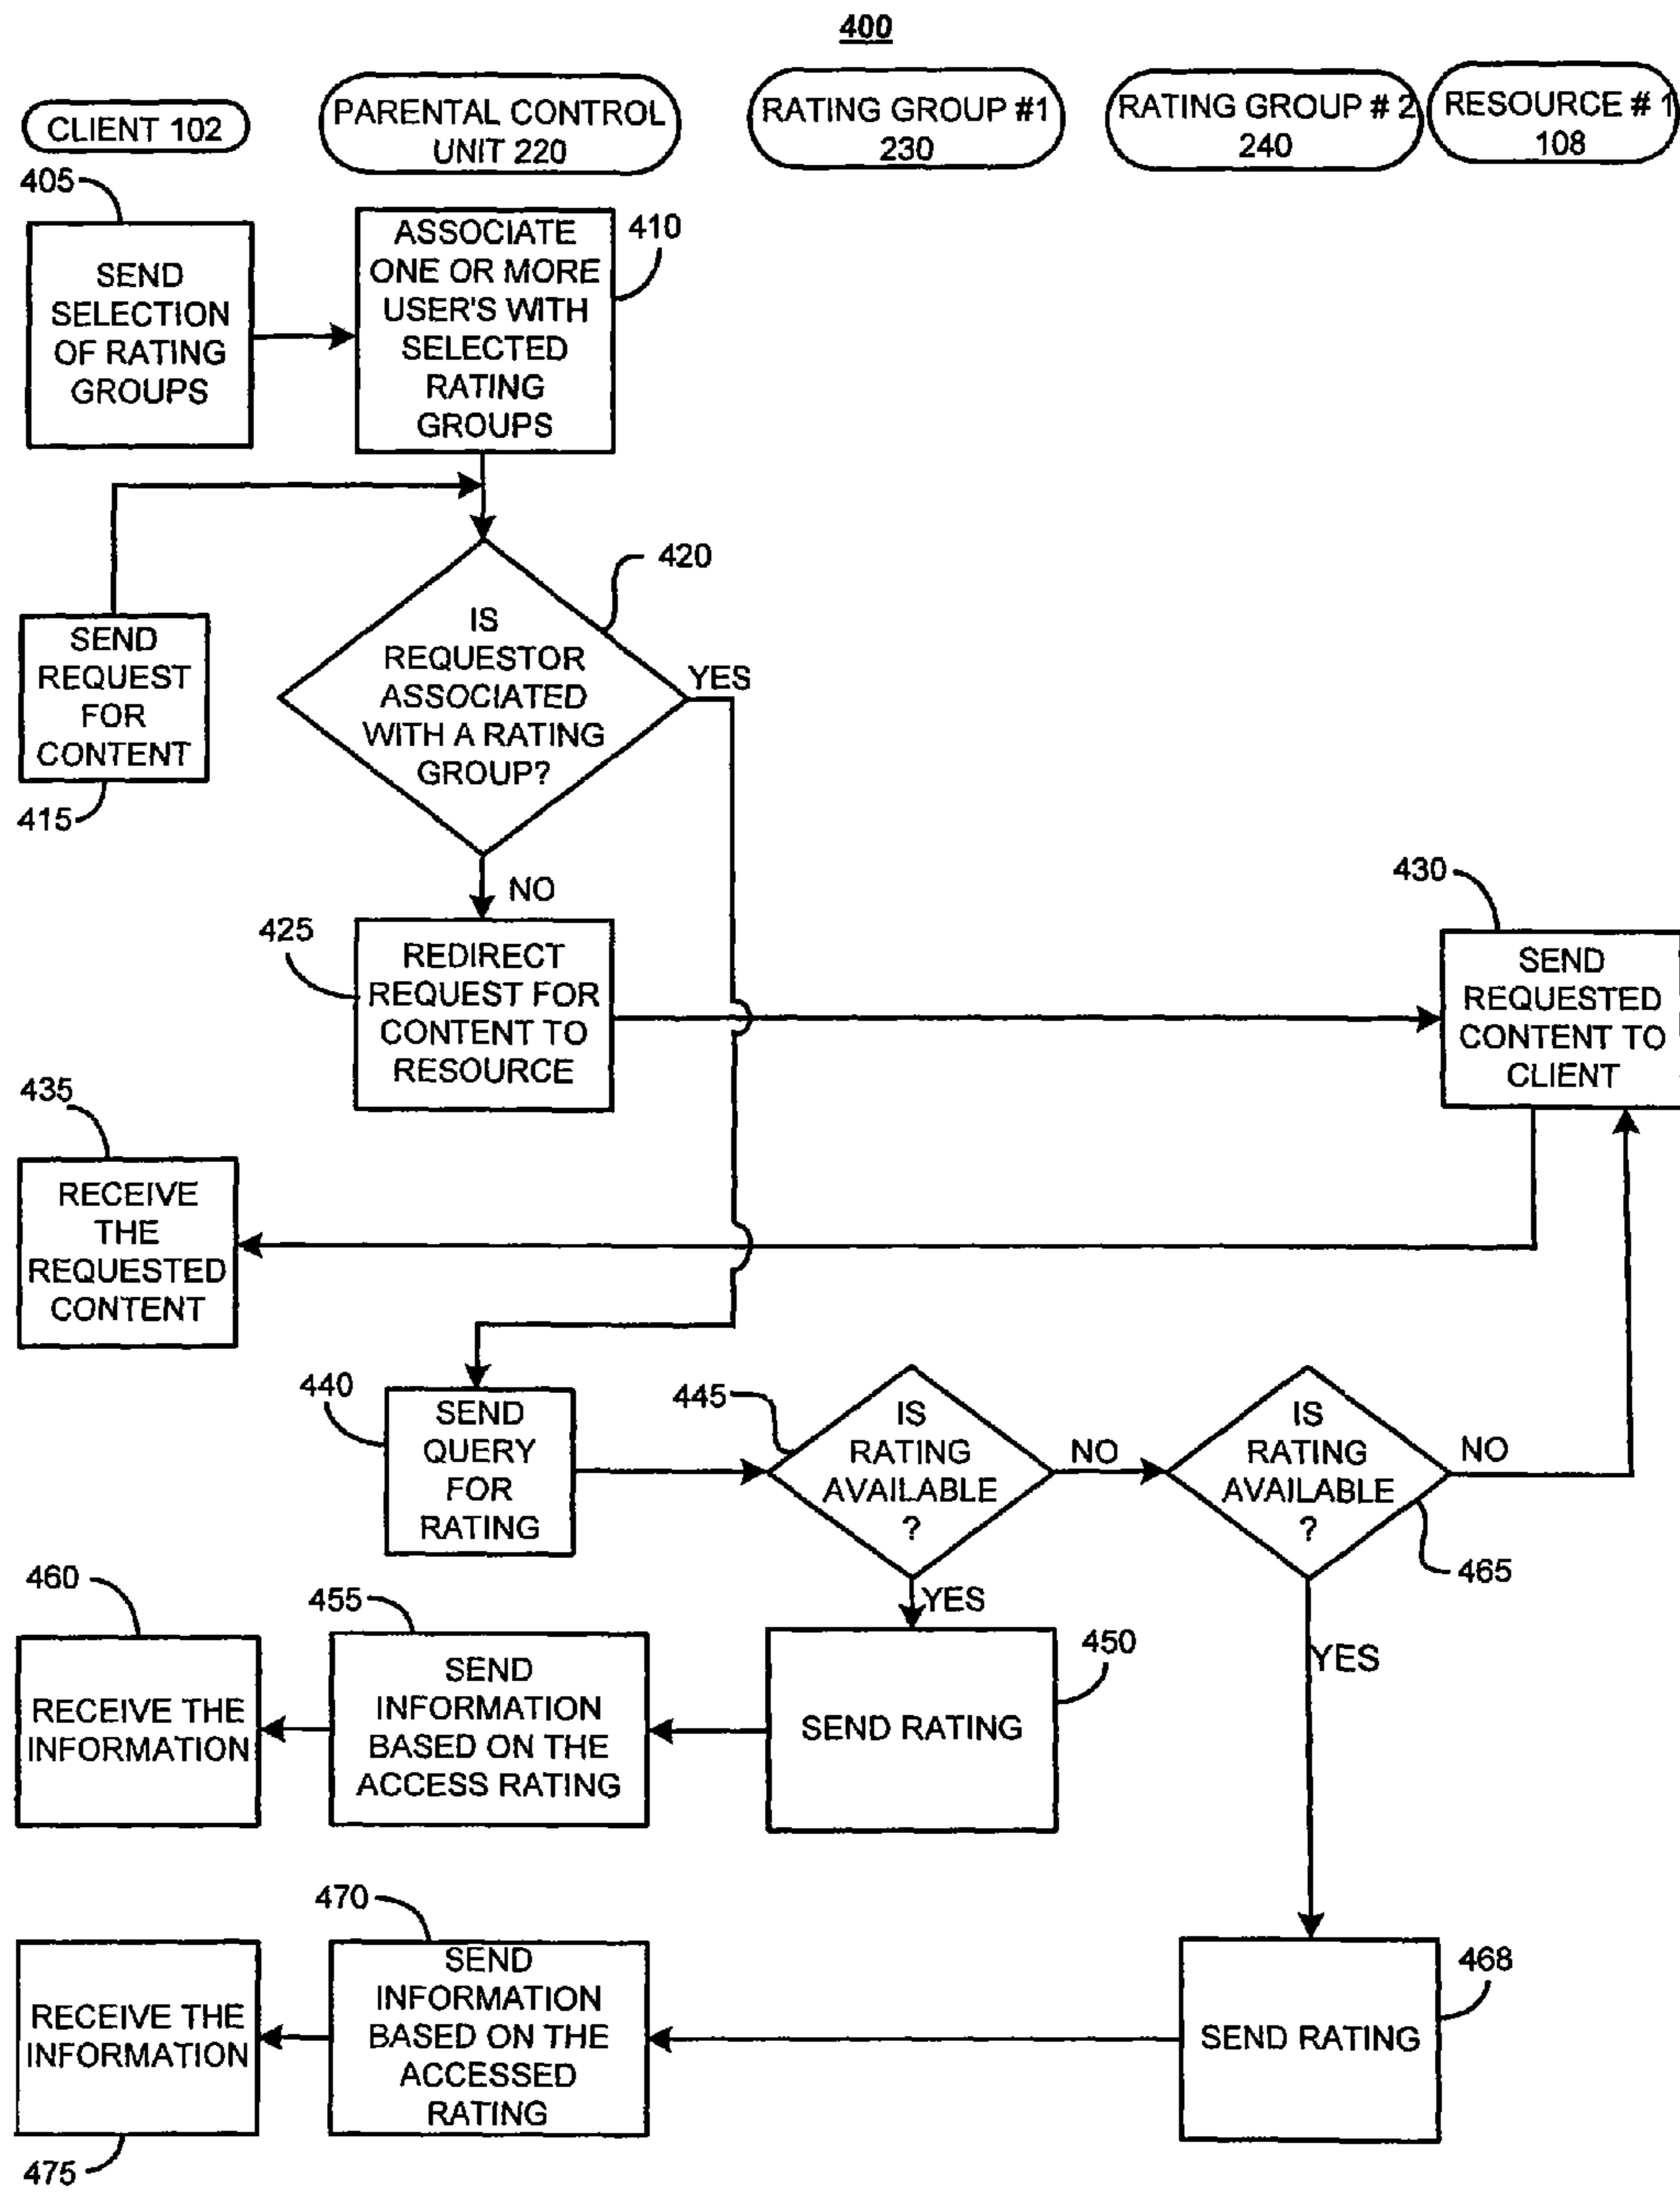 400
CLIENT 102
PARENTAL CONTROL
UNIT 220
RATING GROUP #1
230
RATING GROUP # 2
240
RESOURCE # 1
108
405
SEND
SELECTION
OF RATING
GROUPS
ASSOCIATE
ONE OR MORE
USER'S WITH
SELECTED
RATING
GROUPS
410
SEND
REQUEST
FOR
CONTENT
415
420
IS
REQUESTOR
ASSOCIATED
WITH A RATING
GROUP?
YES
NO
425
REDIRECT
REQUEST FOR
CONTENT TO
RESOURCE
430
SEND
REQUESTED
CONTENT TO
CLIENT
435
RECEIVE
THE
REQUESTED
CONTENT
440
SEND
QUERY
FOR
RATING
445
IS
RATING
AVAILABLE
?
NO
YES
IS
RATING
AVAILABLE
?
NO
465
YES
460
RECEIVE THE
INFORMATION
455
SEND
INFORMATION
BASED ON THE
ACCESS RATING
SEND RATING
450
470
RECEIVE THE
INFORMATION
475
SEND
INFORMATION
BASED ON THE
ACCESSED
RATING
SEND RATING
468